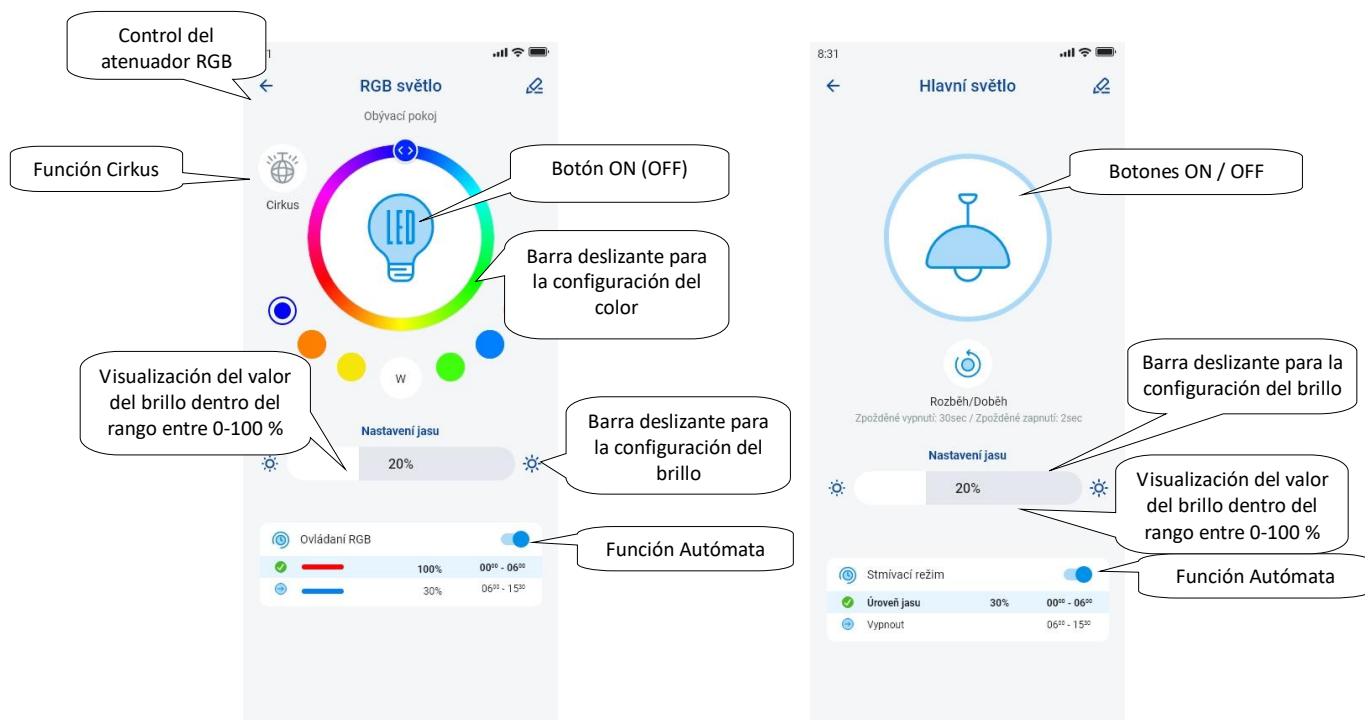 Control del
atenuador RGB
1
RGB světlo
Obývací pokoj
Función Cirkus
Cirkus
LED
Botón ON (OFF)
Barra deslizante para
la configuración del
color
W
Visualización del valor
del brillo dentro del
rango entre 0-100 %
Nastavení jasu
20%
Barra deslizante para
la configuración del
brillo
Ovládaní RGB
Función Autómata
100% 00⁰⁰ - 06⁰⁰
30% 06⁰⁰ - 15³⁰
8:31
Hlavní světlo
Botones ON / OFF
Rozběh/Doběh
Zpožděné vypnutí: 30sec / Zpožděné zapnutí: 2sec
Barra deslizante para la
configuración del brillo
Nastavení jasu
20%
Visualización del valor
del brillo dentro del
rango entre 0-100 %
Stmívací režim
Función Autómata
Úroveň jasu 30% 00⁰⁰ - 06⁰⁰
Vypnout 06⁰⁰ - 15³⁰